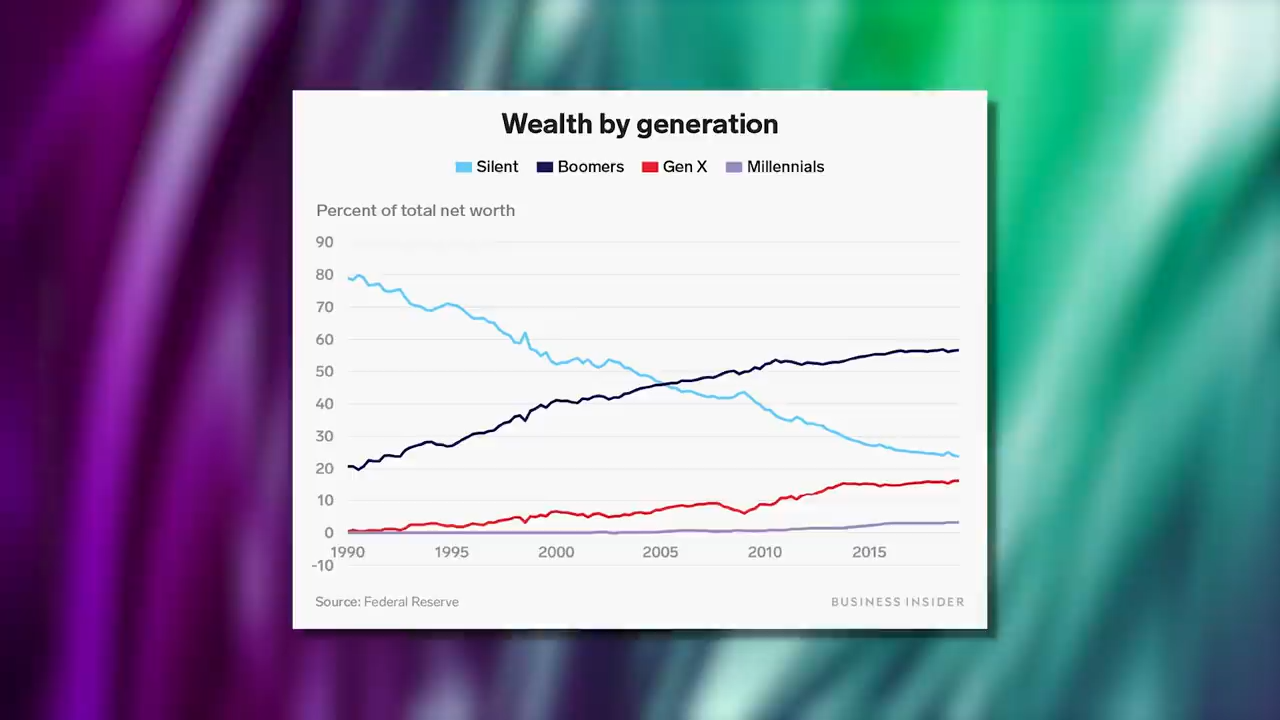 Wealth by generation
Silent Boomers Gen X Millennials
Percent of total net worth
90
80
70
60
50
40
30
20
10
0
1990 1995 2000 2005 2010 2015
-10
Source: Federal Reserve BUSINESS INSIDER